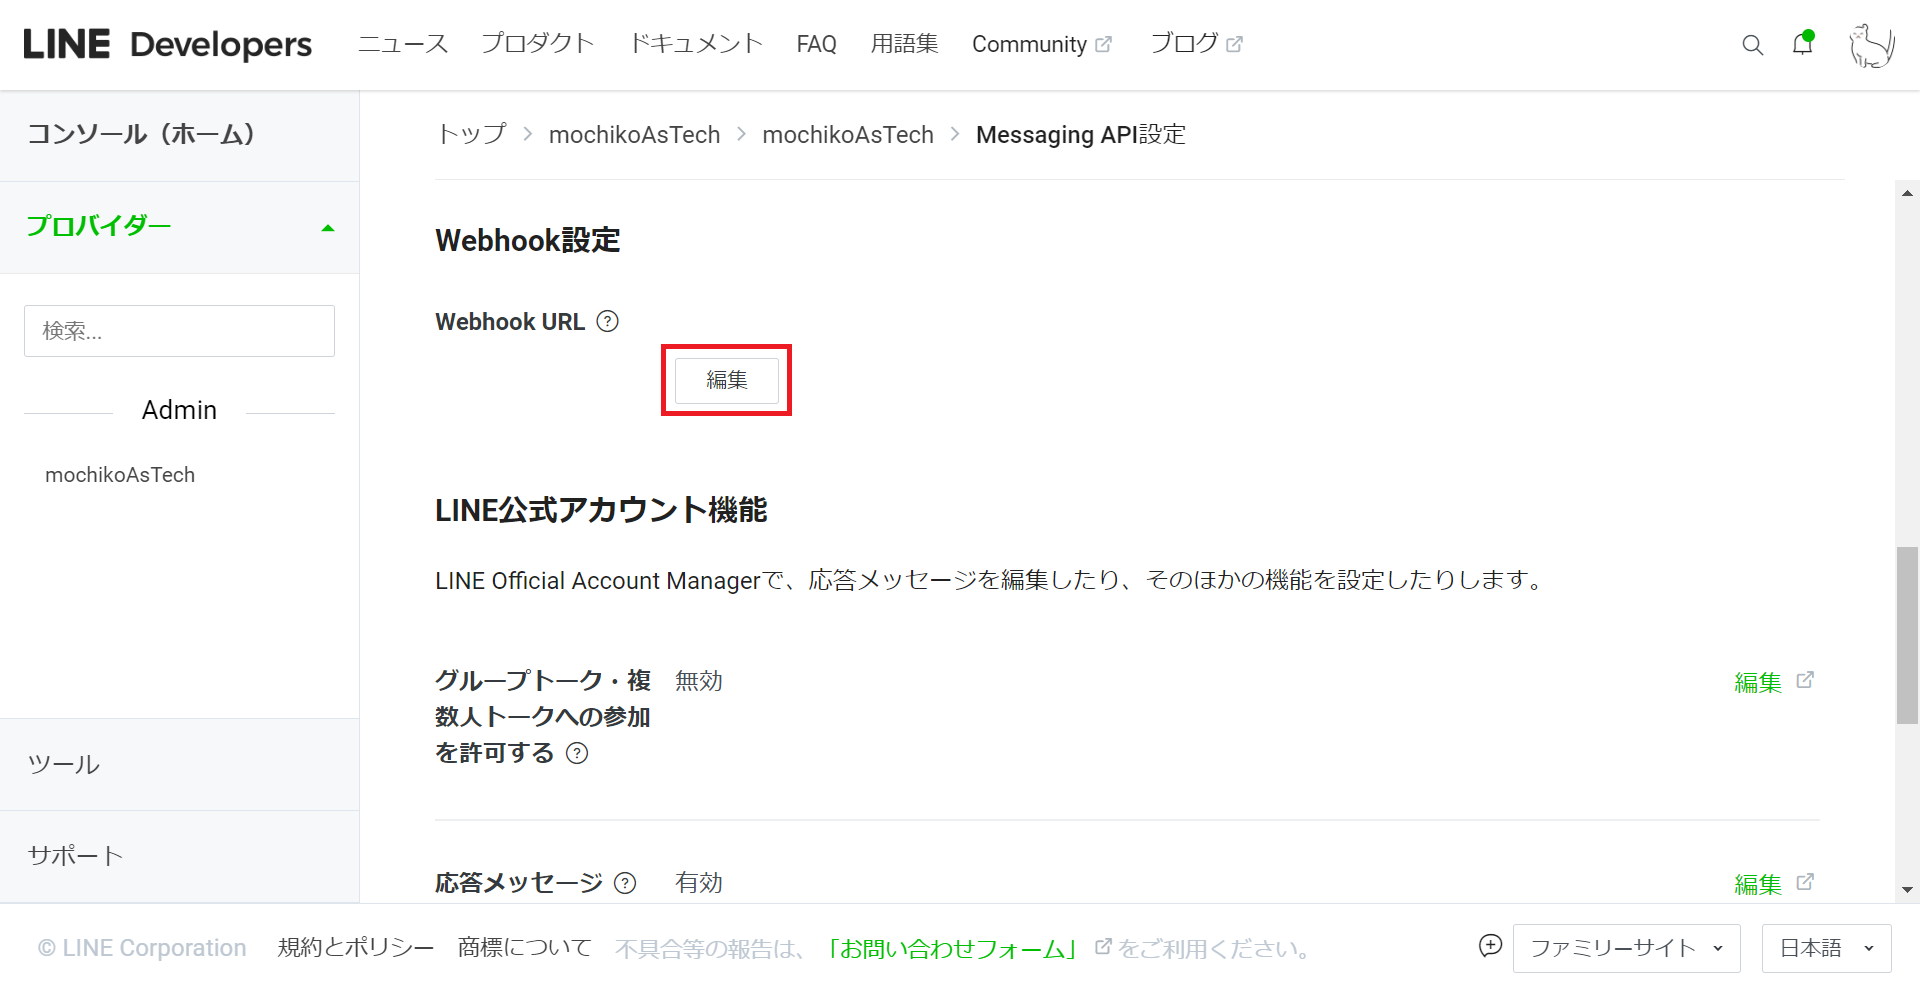 LINE Developers ニュース プロダクト ドキュメント FAQ 用語集 Community ブログ
コンソール（ホーム）
プロバイダー
検索...
Admin
mochikoAsTech
ツール
サポート
トップ > mochikoAsTech > mochikoAsTech > Messaging API設定
Webhook設定
Webhook URL ?
編集
LINE公式アカウント機能
LINE Official Account Managerで、応答メッセージを編集したり、そのほかの機能を設定したりします。
グループトーク・複 無効 編集
数人トークへの参加
を許可する ?
応答メッセージ ? 有効 編集
© LINE Corporation 規約とポリシー 商標について 不具合等の報告は、「お問い合わせフォーム」をご利用ください。 ファミリーサイト 日本語